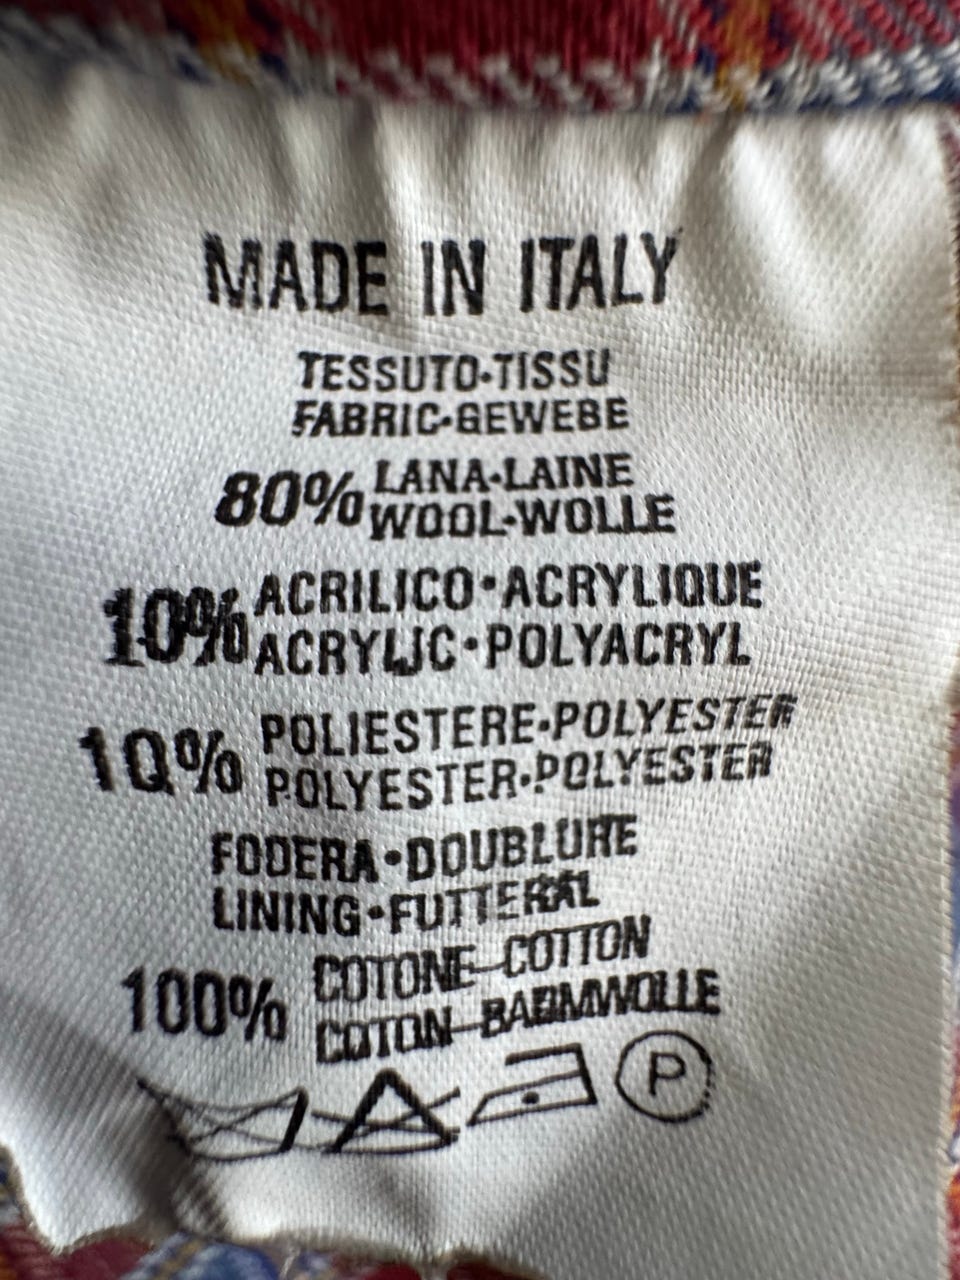 MADE IN ITALY
TESSUTO•TISSU
FABRIC•GEWEBE
80% LANA•LAINE
WOOL•WOLLE
10% ACRILICO•ACRYLIQUE
ACRYLIC•POLYACRYL
10% POLIESTERE•POLYESTER
POLYESTER•POLYESTER
FODERA•DOUBLURE
LINING•FUTTERAL
100% COTONE-COTTON
COTON-BAUMWOLLE
P